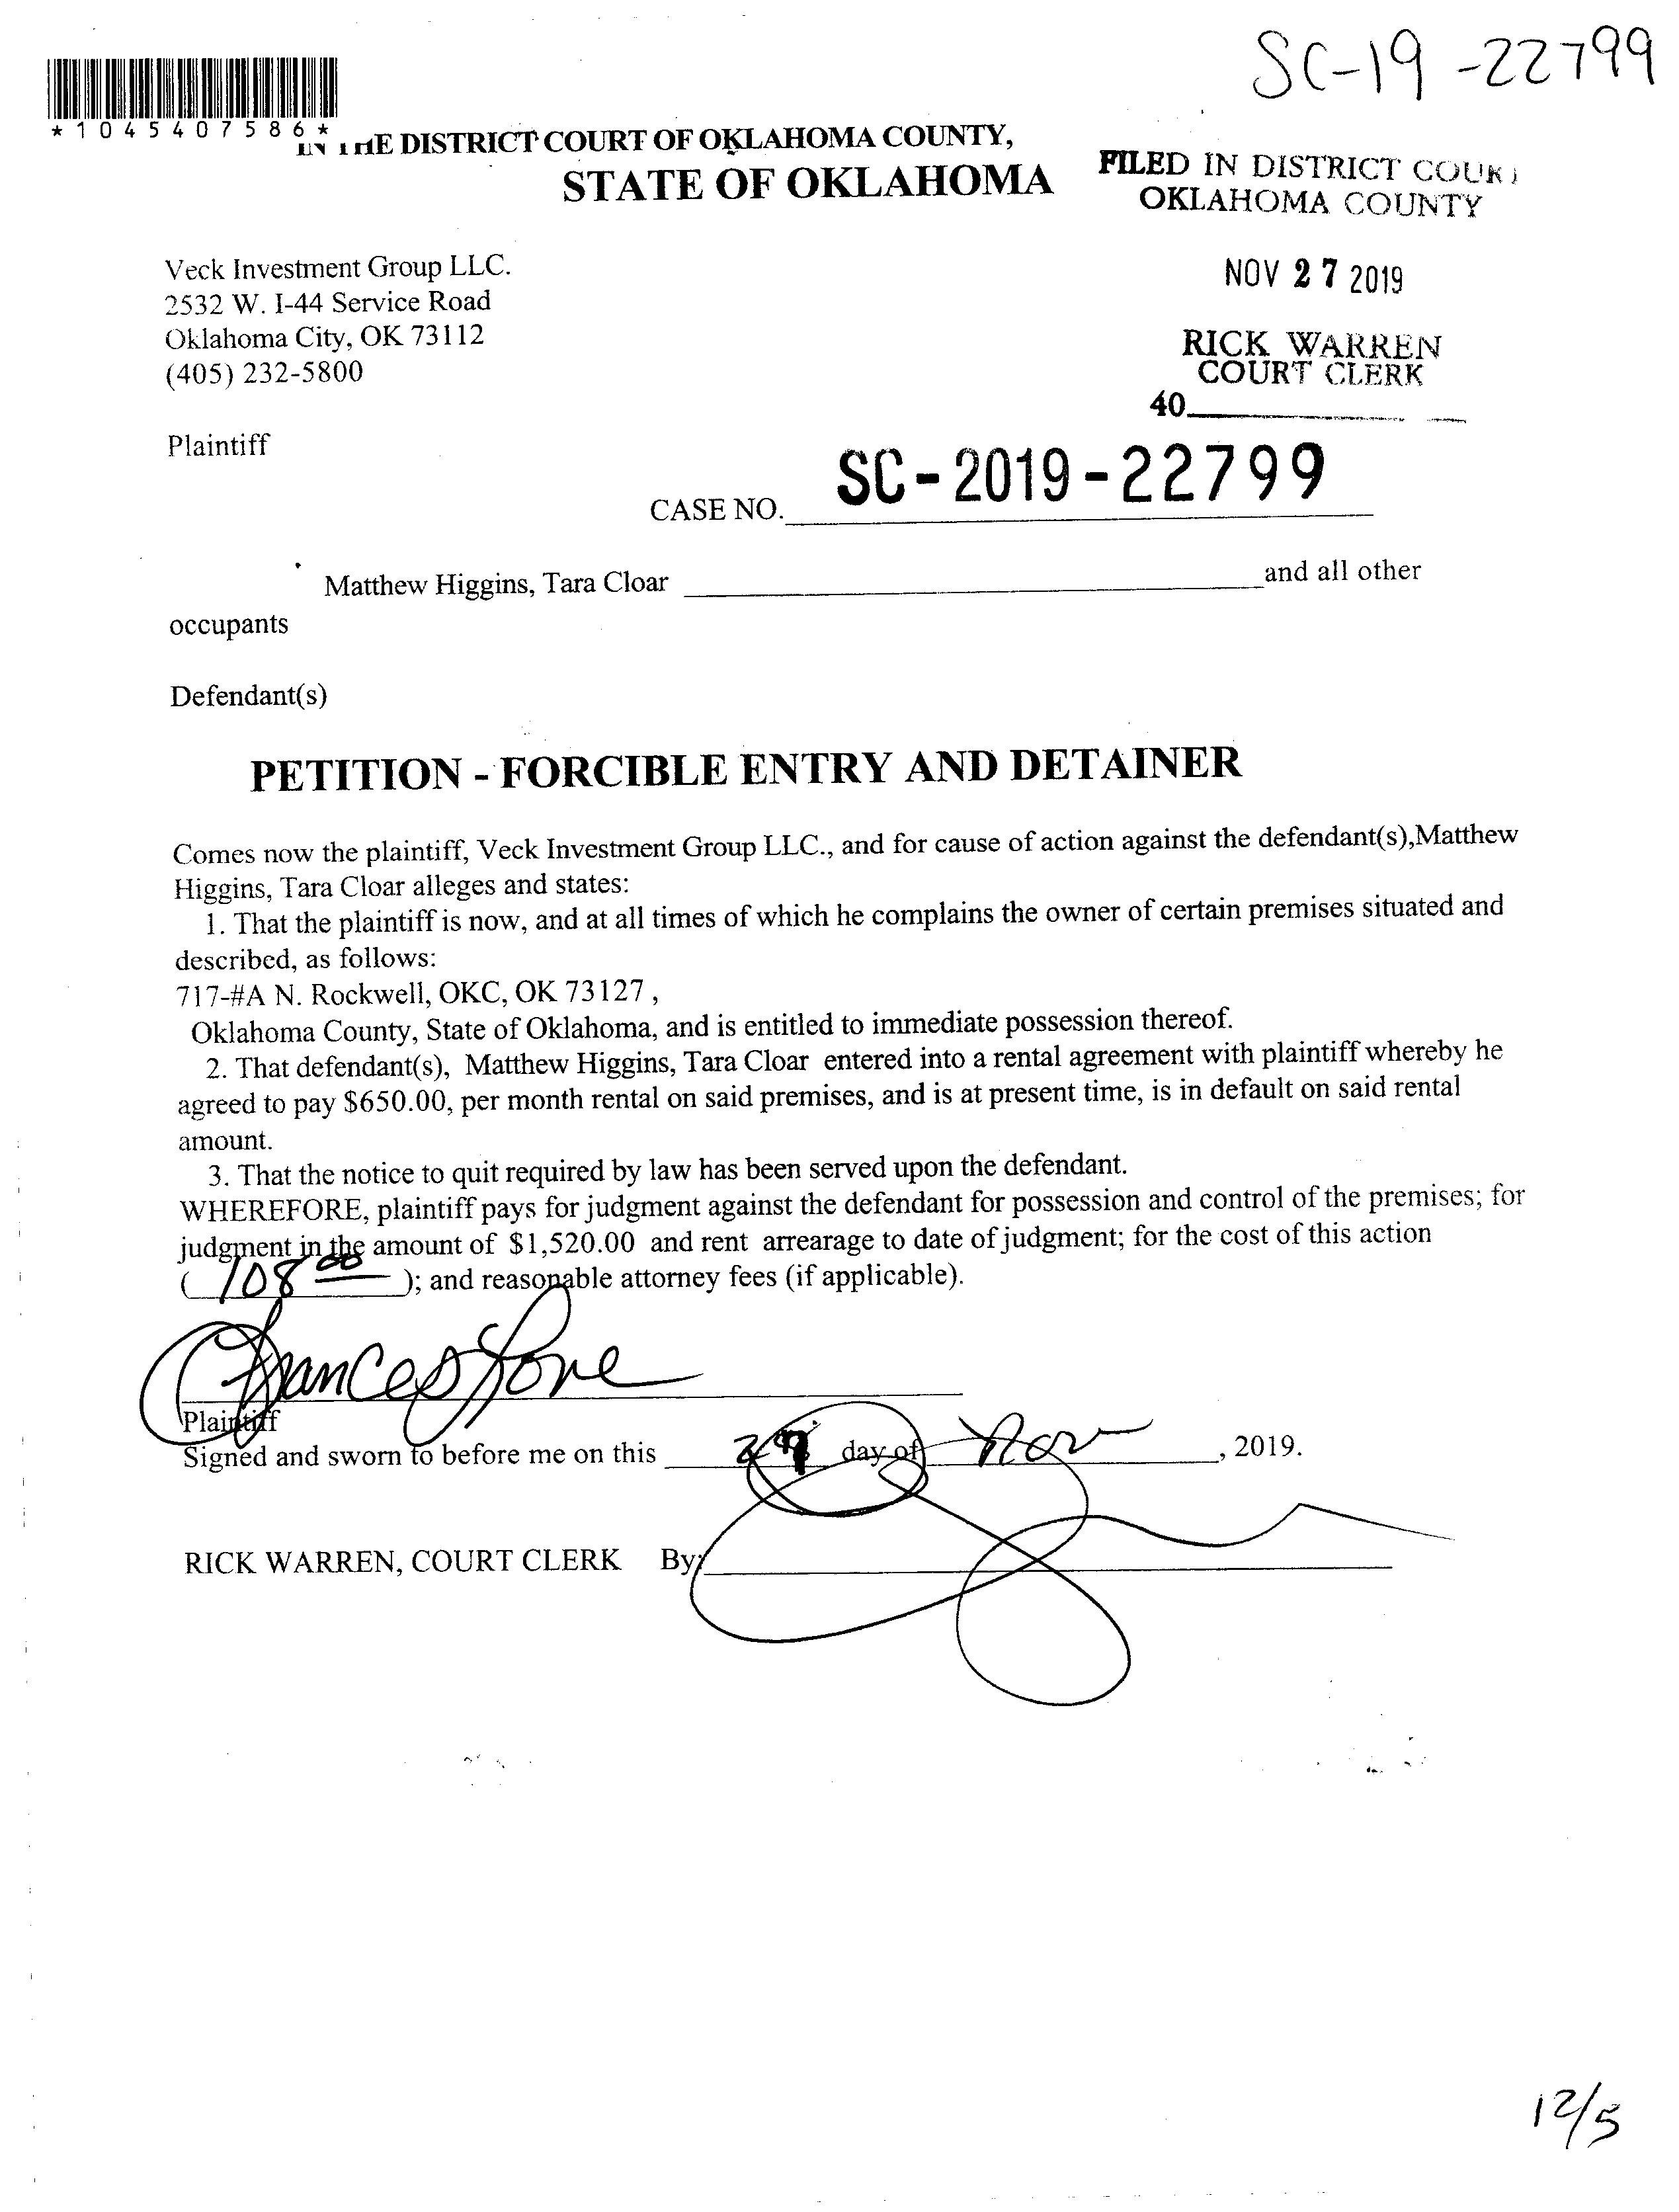 SC-19-22799
*1045407586*
IN THE DISTRICT COURT OF OKLAHOMA COUNTY,
STATE OF OKLAHOMA
FILED IN DISTRICT COURT
OKLAHOMA COUNTY
NOV 27 2019
RICK WARREN
COURT CLERK
40
Veck Investment Group LLC.
2532 W. I-44 Service Road
Oklahoma City, OK 73112
(405) 232-5800
Plaintiff
CASE NO. SC-2019-22799
Matthew Higgins, Tara Cloar and all other
occupants
Defendant(s)
PETITION - FORCIBLE ENTRY AND DETAINER
Comes now the plaintiff, Veck Investment Group LLC., and for cause of action against the defendant(s),Matthew
Higgins, Tara Cloar alleges and states:
1. That the plaintiff is now, and at all times of which he complains the owner of certain premises situated and
described, as follows:
717-#A N. Rockwell, OKC, OK 73127 ,
Oklahoma County, State of Oklahoma, and is entitled to immediate possession thereof.
2. That defendant(s), Matthew Higgins, Tara Cloar entered into a rental agreement with plaintiff whereby he
agreed to pay $650.00, per month rental on said premises, and is at present time, is in default on said rental
amount.
3. That the notice to quit required by law has been served upon the defendant.
WHEREFORE, plaintiff pays for judgment against the defendant for possession and control of the premises; for
judgment in the amount of $1,520.00 and rent arrearage to date of judgment; for the cost of this action
( 108 00 ); and reasonable attorney fees (if applicable).
Frances Love
Plaintiff
Signed and sworn to before me on this 27 day of Nov , 2019.
RICK WARREN, COURT CLERK By:
12/5